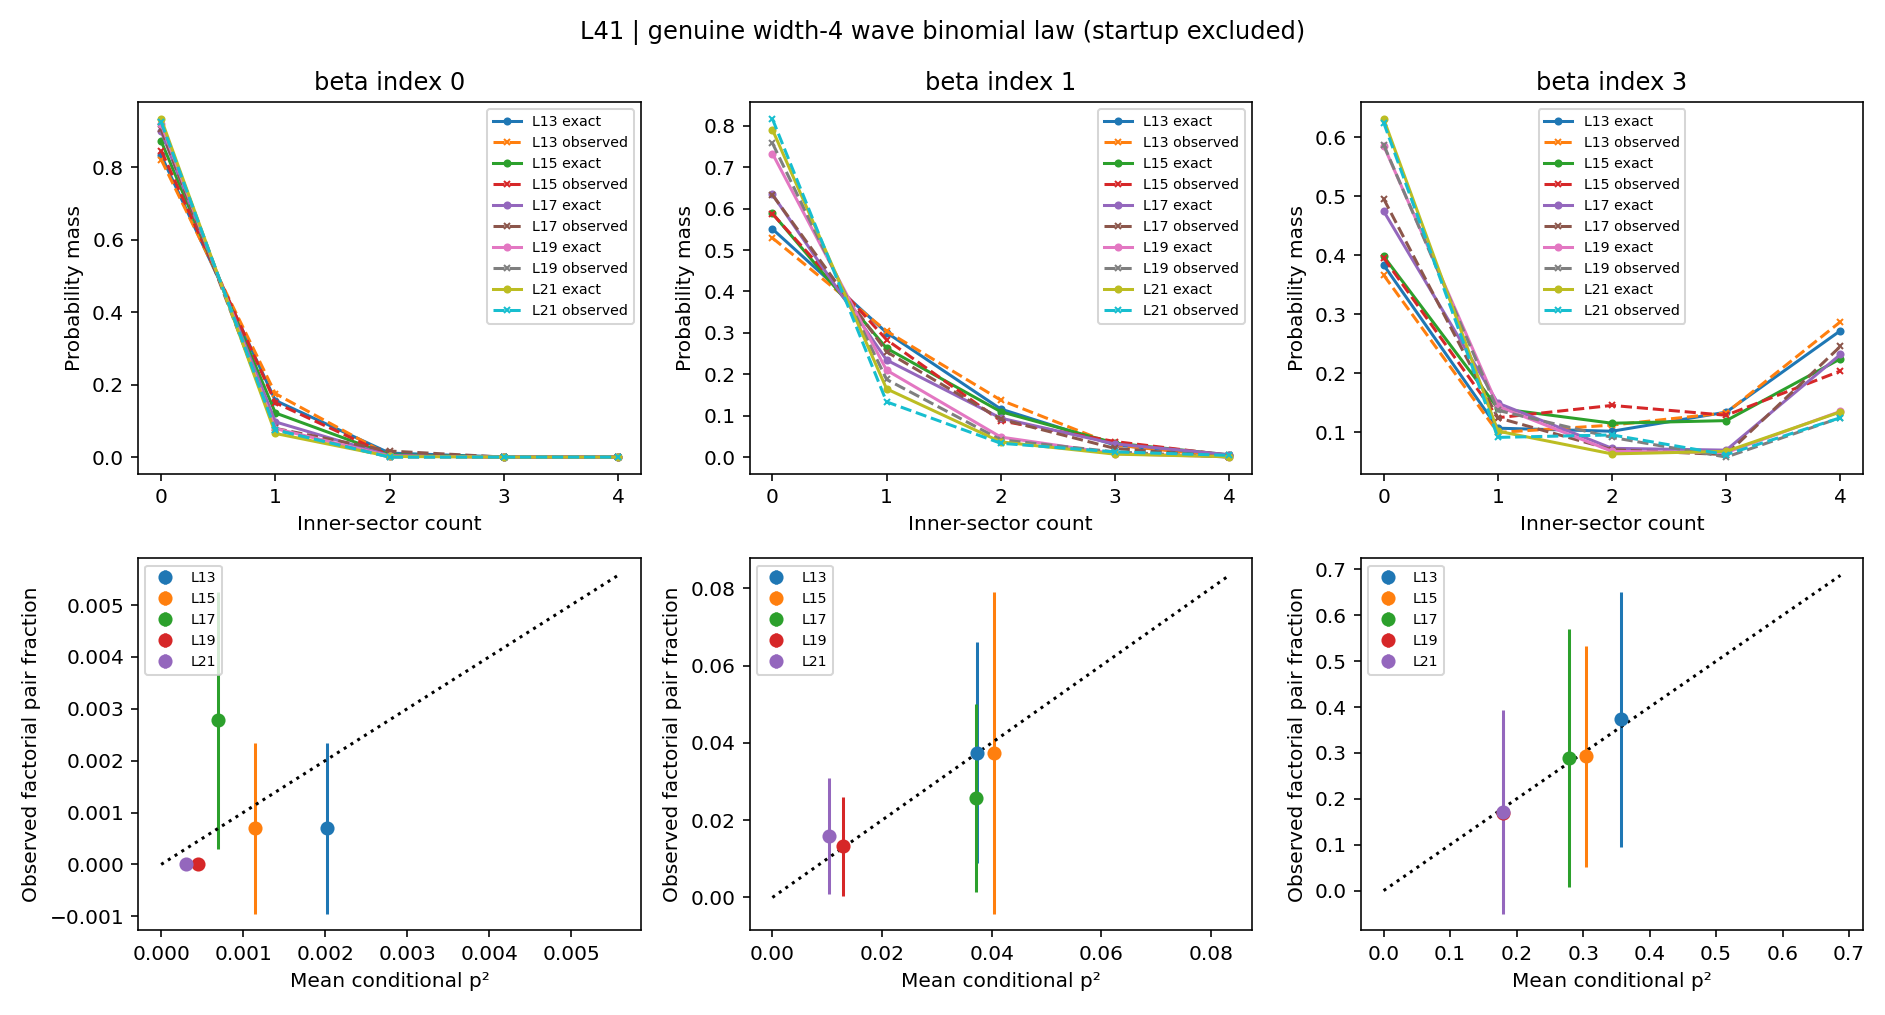 L41 | genuine width-4 wave binomial law (startup excluded)
beta index 0
Probability mass
0.8
0.6
0.4
0.2
0.0
0 1 2 3 4
Inner-sector count
L13 exact
L13 observed
L15 exact
L15 observed
L17 exact
L17 observed
L19 exact
L19 observed
L21 exact
L21 observed
beta index 1
Probability mass
0.8
0.7
0.6
0.5
0.4
0.3
0.2
0.1
0.0
0 1 2 3 4
Inner-sector count
L13 exact
L13 observed
L15 exact
L15 observed
L17 exact
L17 observed
L19 exact
L19 observed
L21 exact
L21 observed
beta index 3
Probability mass
0.6
0.5
0.4
0.3
0.2
0.1
0 1 2 3 4
Inner-sector count
L13 exact
L13 observed
L15 exact
L15 observed
L17 exact
L17 observed
L19 exact
L19 observed
L21 exact
L21 observed
Observed factorial pair fraction
0.005
0.004
0.003
0.002
0.001
0.000
−0.001
0.000 0.001 0.002 0.003 0.004 0.005
Mean conditional p²
L13
L15
L17
L19
L21
Observed factorial pair fraction
0.08
0.06
0.04
0.02
0.00
0.00 0.02 0.04 0.06 0.08
Mean conditional p²
L13
L15
L17
L19
L21
Observed factorial pair fraction
0.7
0.6
0.5
0.4
0.3
0.2
0.1
0.0
0.0 0.1 0.2 0.3 0.4 0.5 0.6 0.7
Mean conditional p²
L13
L15
L17
L19
L21